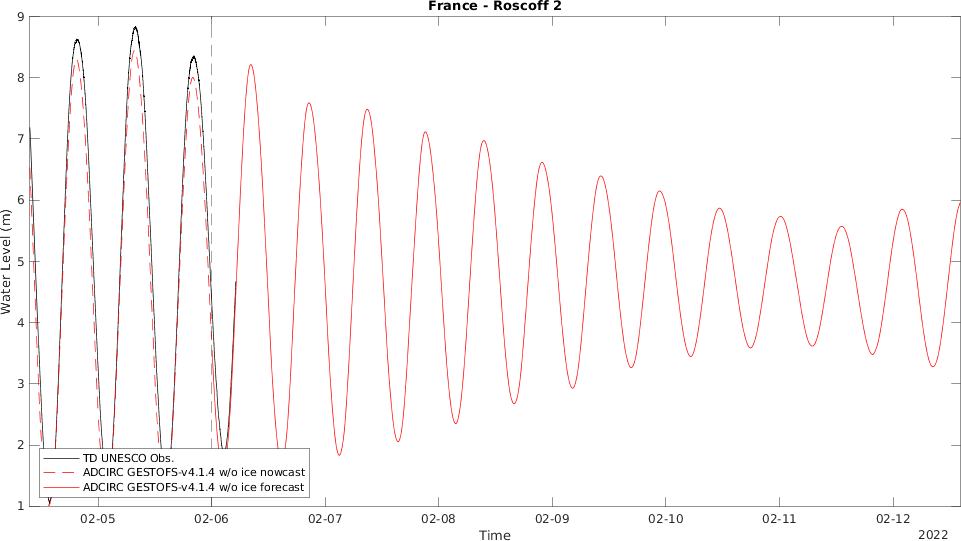 France - Roscoff 2
9
8
7
6
5
4
3
2
1
Water Level (m)
TD UNESCO Obs.
ADCIRC GESTOFS-v4.1.4 w/o ice nowcast
ADCIRC GESTOFS-v4.1.4 w/o ice forecast
02-05 02-06 02-07 02-08 02-09 02-10 02-11 02-12
Time
2022